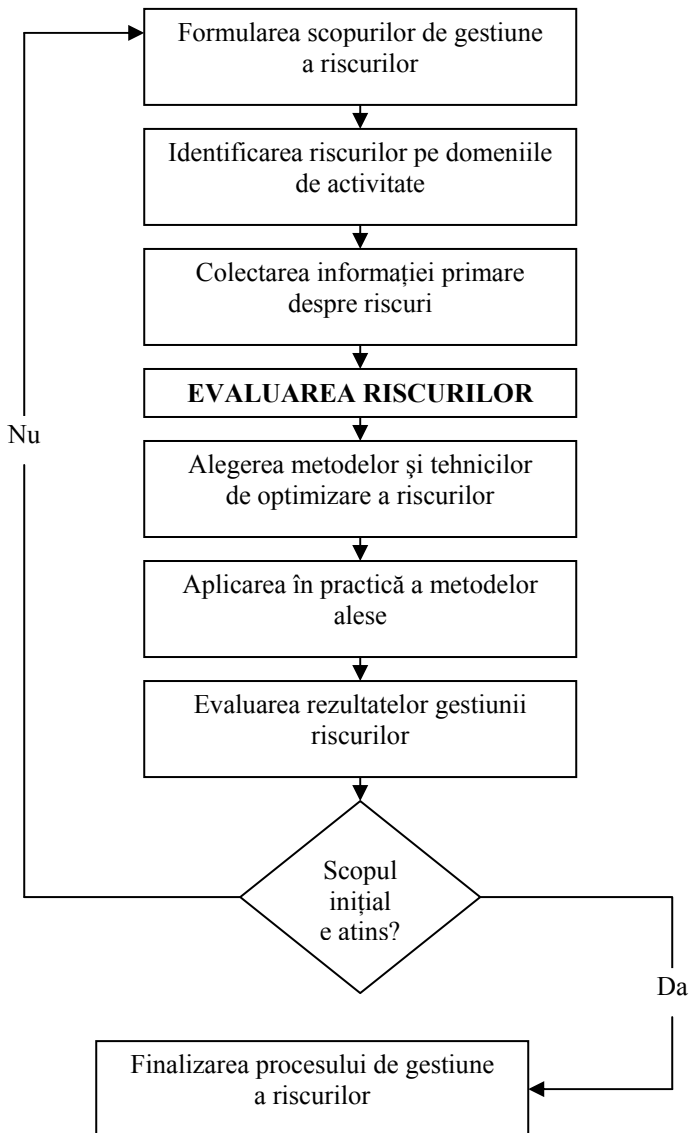 Formularea scopurilor de gestiune
a riscurilor
Identificarea riscurilor pe domeniile
de activitate
Colectarea informației primare
despre riscuri
EVALUAREA RISCURILOR
Nu
Alegerea metodelor şi tehnicilor
de optimizare a riscurilor
Aplicarea în practică a metodelor
alese
Evaluarea rezultatelor gestiunii
riscurilor
Scopul
inițial
e atins?
Da
Finalizarea procesului de gestiune
a riscurilor